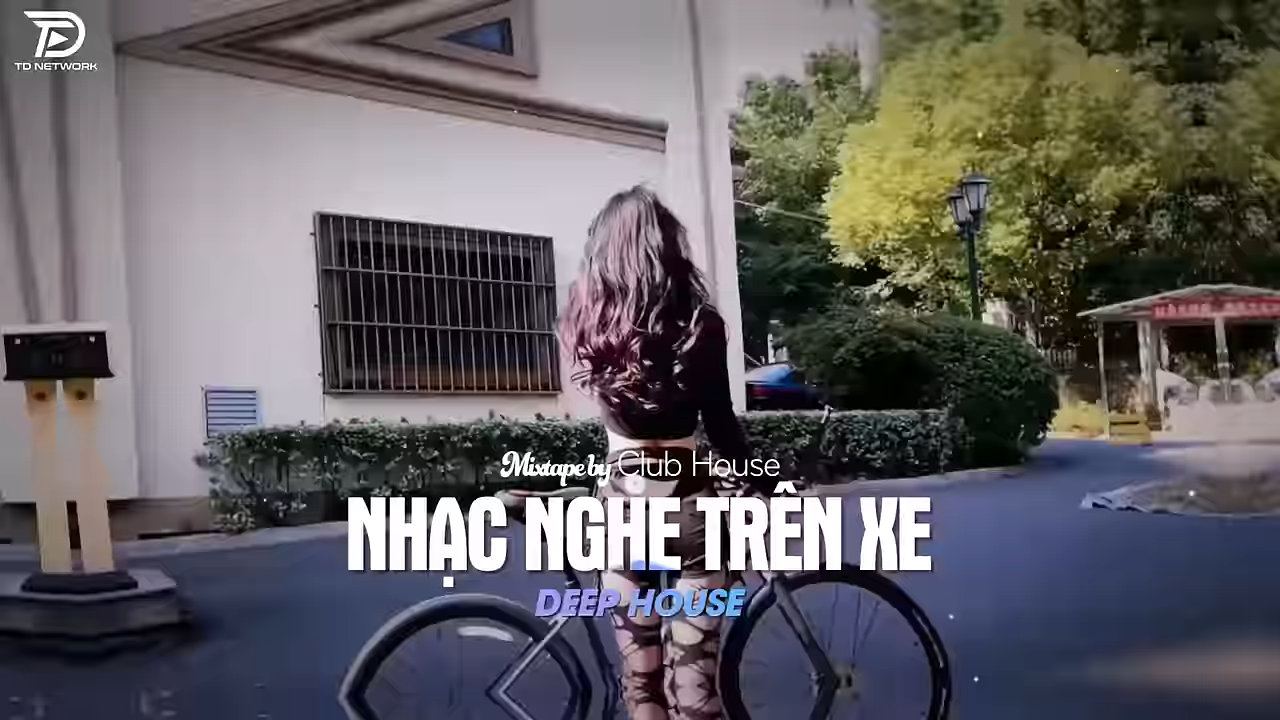 TD NETWORK
Mixtape by Club House
NHẠC NGHE TRÊN XE
DEEP HOUSE